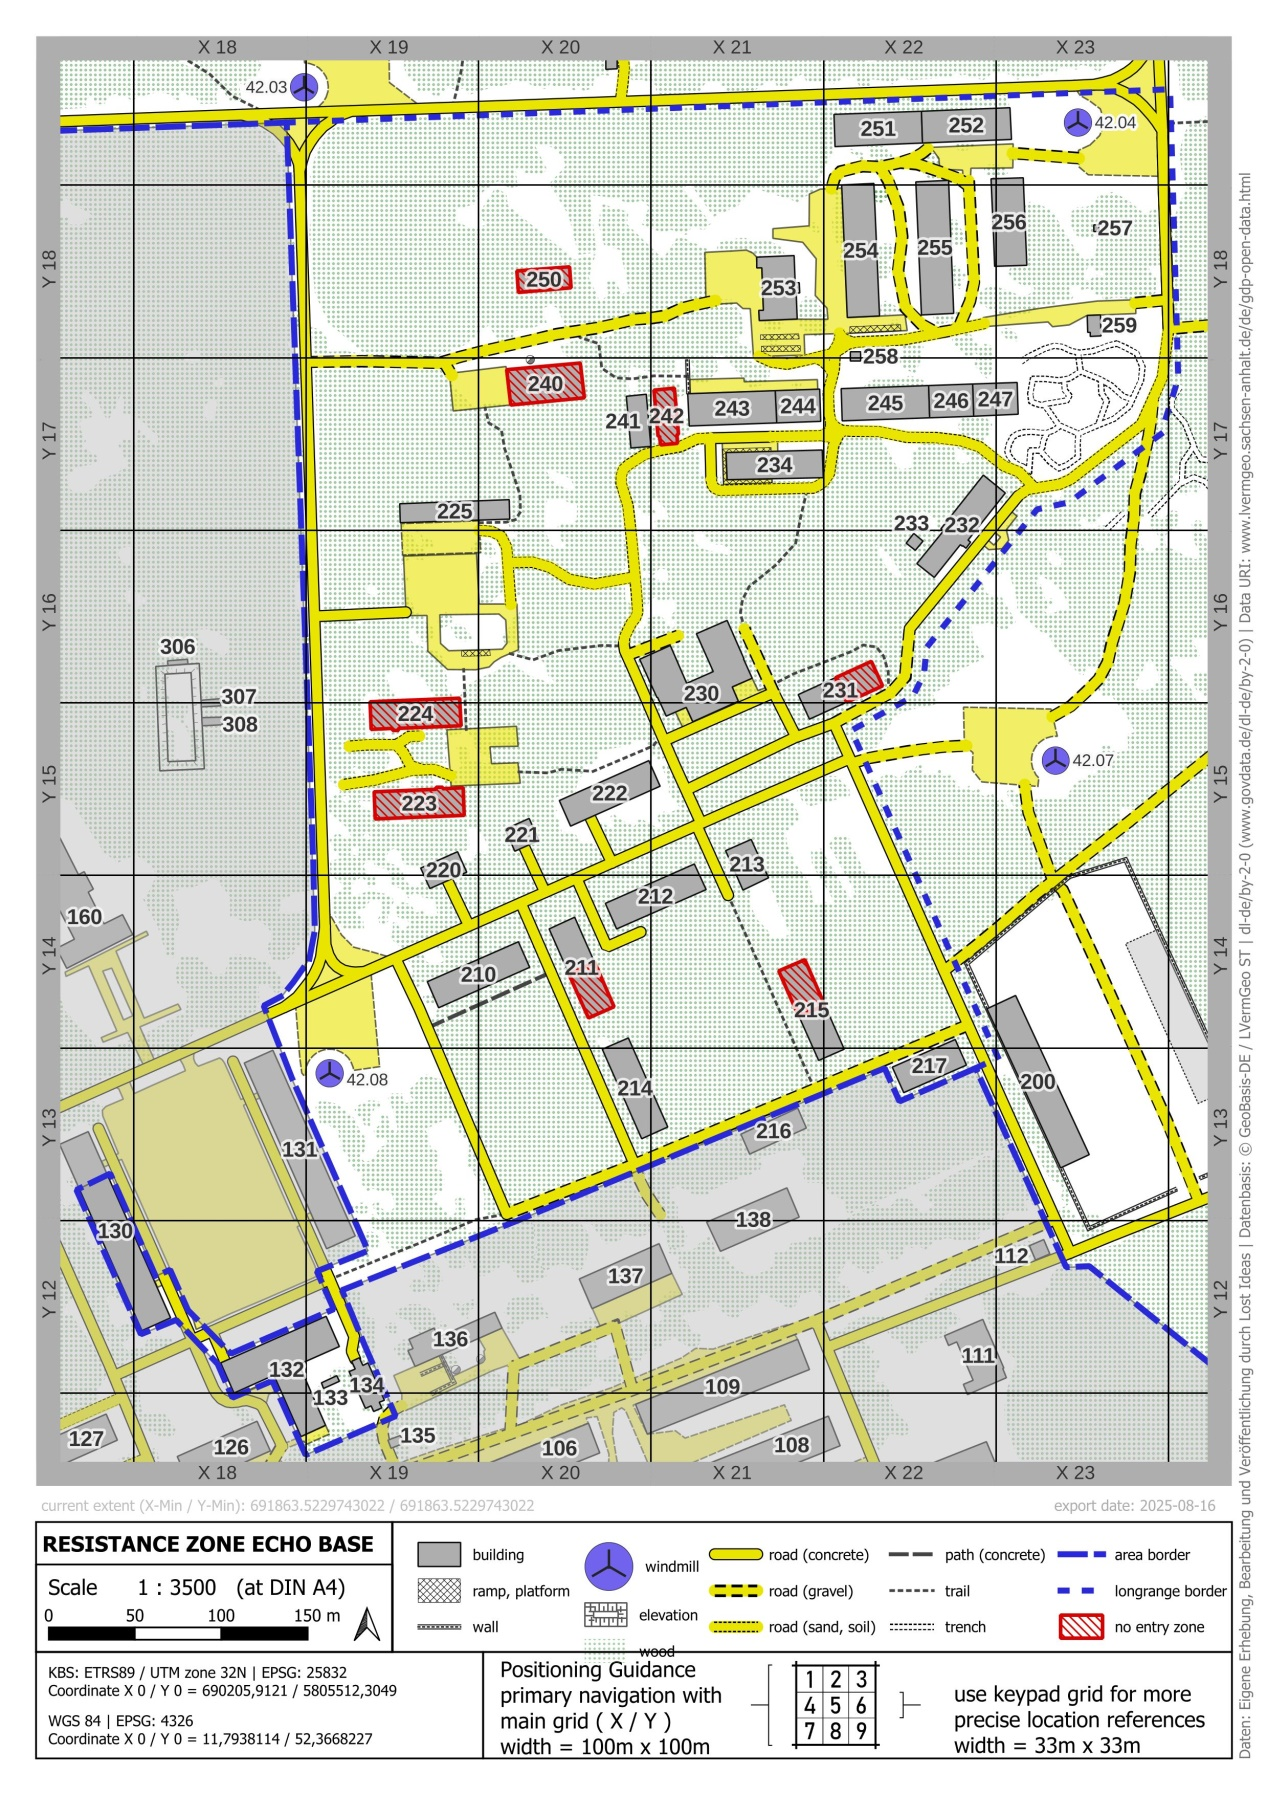 X 18 X 19 X 20 X 21 X 22 X 23
42.03
251 252 42.04
Y 18 Y 18
250 253 254 255 256 257
259
258
240
241 242 243 244 245 246 247
Y 17 Y 17
234
225 233 232
Y 16 Y 16
306
307
308
230 231
224
42.07
Y 15 Y 15
223 222
221
220 213
212
160
Y 14 Y 14
210 211
215
217
42.08 200
214
Y 13 Y 13
131 216
130 138
112
137
Y 12 Y 12
136
132 111
133 134 109
127 126 135 106 108
X 18 X 19 X 20 X 21 X 22 X 23
current extent (X-Min / Y-Min): 691863.5229743022 / 691863.5229743022
export date: 2025-08-16
RESISTANCE ZONE ECHO BASE
Scale 1 : 3500 (at DIN A4)
0 50 100 150 m
building
ramp, platform
wall
windmill
elevation
wood
road (concrete)
road (gravel)
road (sand, soil)
path (concrete)
trail
trench
area border
longrange border
no entry zone
KBS: ETRS89 / UTM zone 32N | EPSG: 25832
Coordinate X 0 / Y 0 = 690205,9121 / 5805512,3049
WGS 84 | EPSG: 4326
Coordinate X 0 / Y 0 = 11,7938114 / 52,3668227
Positioning Guidance
primary navigation with
main grid ( X / Y )
width = 100m x 100m
1 2 3
4 5 6
7 8 9
use keypad grid for more
precise location references
width = 33m x 33m
Daten: Eigene Erhebung, Bearbeitung und Veröffentlichung durch Lost Ideas | Datenbasis: © GeoBasis-DE / LVermGeo ST | dl-de/by-2-0 (www.govdata.de/dl-de/by-2-0) | Data URI: www.lvermgeo.sachsen-anhalt.de/de/gdp-open-data.html